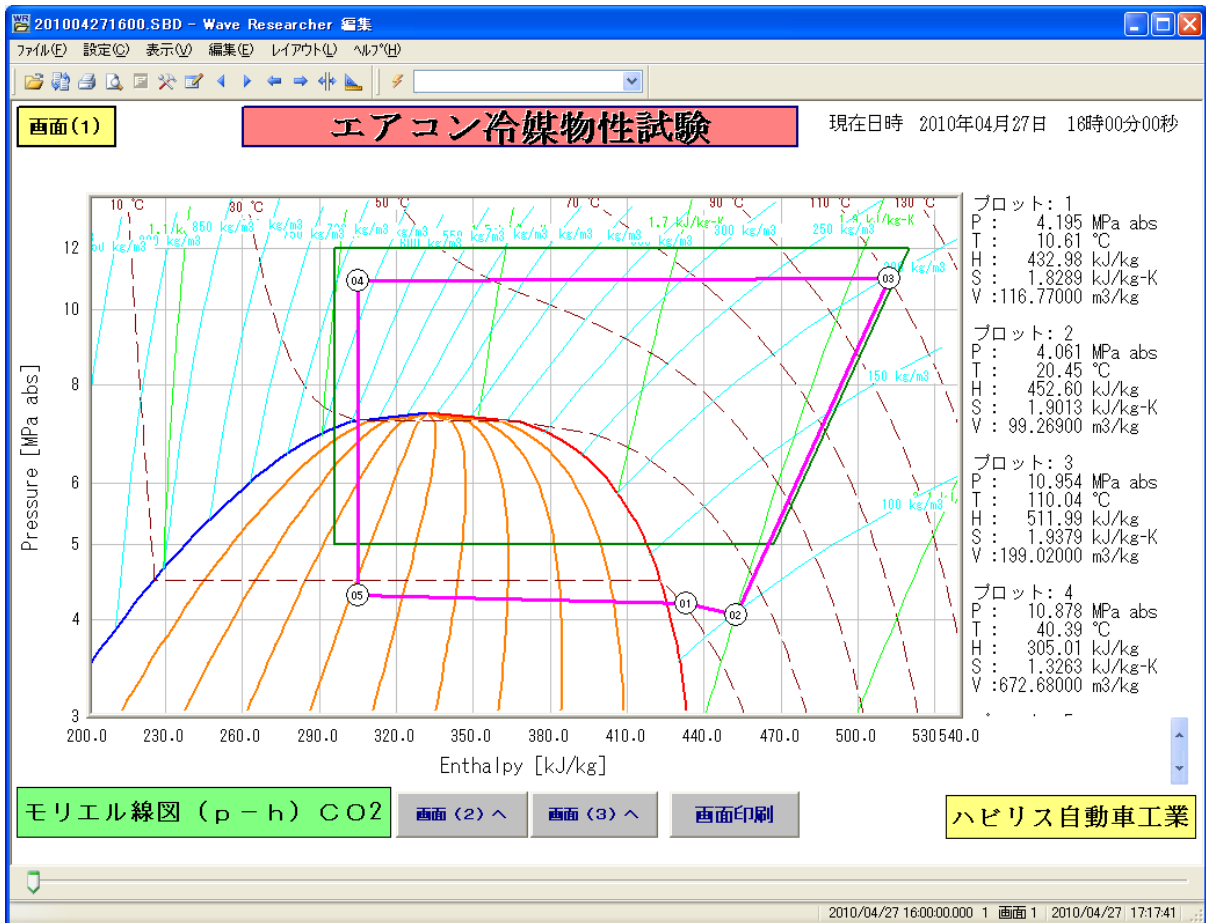 201004271600.SBD - Wave Researcher 編集
ファイル(F) 設定(C) 表示(V) 編集(E) レイアウト(L) ヘルプ(H)
画面(1)
エアコン冷媒物性試験
現在日時 2010年04月27日 16時00分00秒
10 ℃
30 ℃
50 ℃
70 ℃
90 ℃
110 ℃
130 ℃
850 kg/m3
300 kg/m3
250 kg/m3
1.7 kJ/kg-K
150 kg/m3
100 kg/m3
12
10
8
6
5
4
3
Pressure [MPa abs]
04
03
05
01
02
200.0 230.0 260.0 290.0 320.0 350.0 380.0 410.0 440.0 470.0 500.0 530 540.0
Enthalpy [kJ/kg]
プロット: 1
P : 4.195 MPa abs
T : 10.61 ℃
H : 432.98 kJ/kg
S : 1.8289 kJ/kg-K
V :116.77000 m3/kg
プロット: 2
P : 4.061 MPa abs
T : 20.45 ℃
H : 452.60 kJ/kg
S : 1.9013 kJ/kg-K
V : 99.26900 m3/kg
プロット: 3
P : 10.954 MPa abs
T : 110.04 ℃
H : 511.99 kJ/kg
S : 1.9379 kJ/kg-K
V :199.02000 m3/kg
プロット: 4
P : 10.878 MPa abs
T : 40.39 ℃
H : 305.01 kJ/kg
S : 1.3263 kJ/kg-K
V :672.68000 m3/kg
モリエル線図(p-h)CO2
画面(2)へ
画面(3)へ
画面印刷
ハビリス自動車工業
2010/04/27 16:00:00.000 1 画面 1 2010/04/27 17:17:41